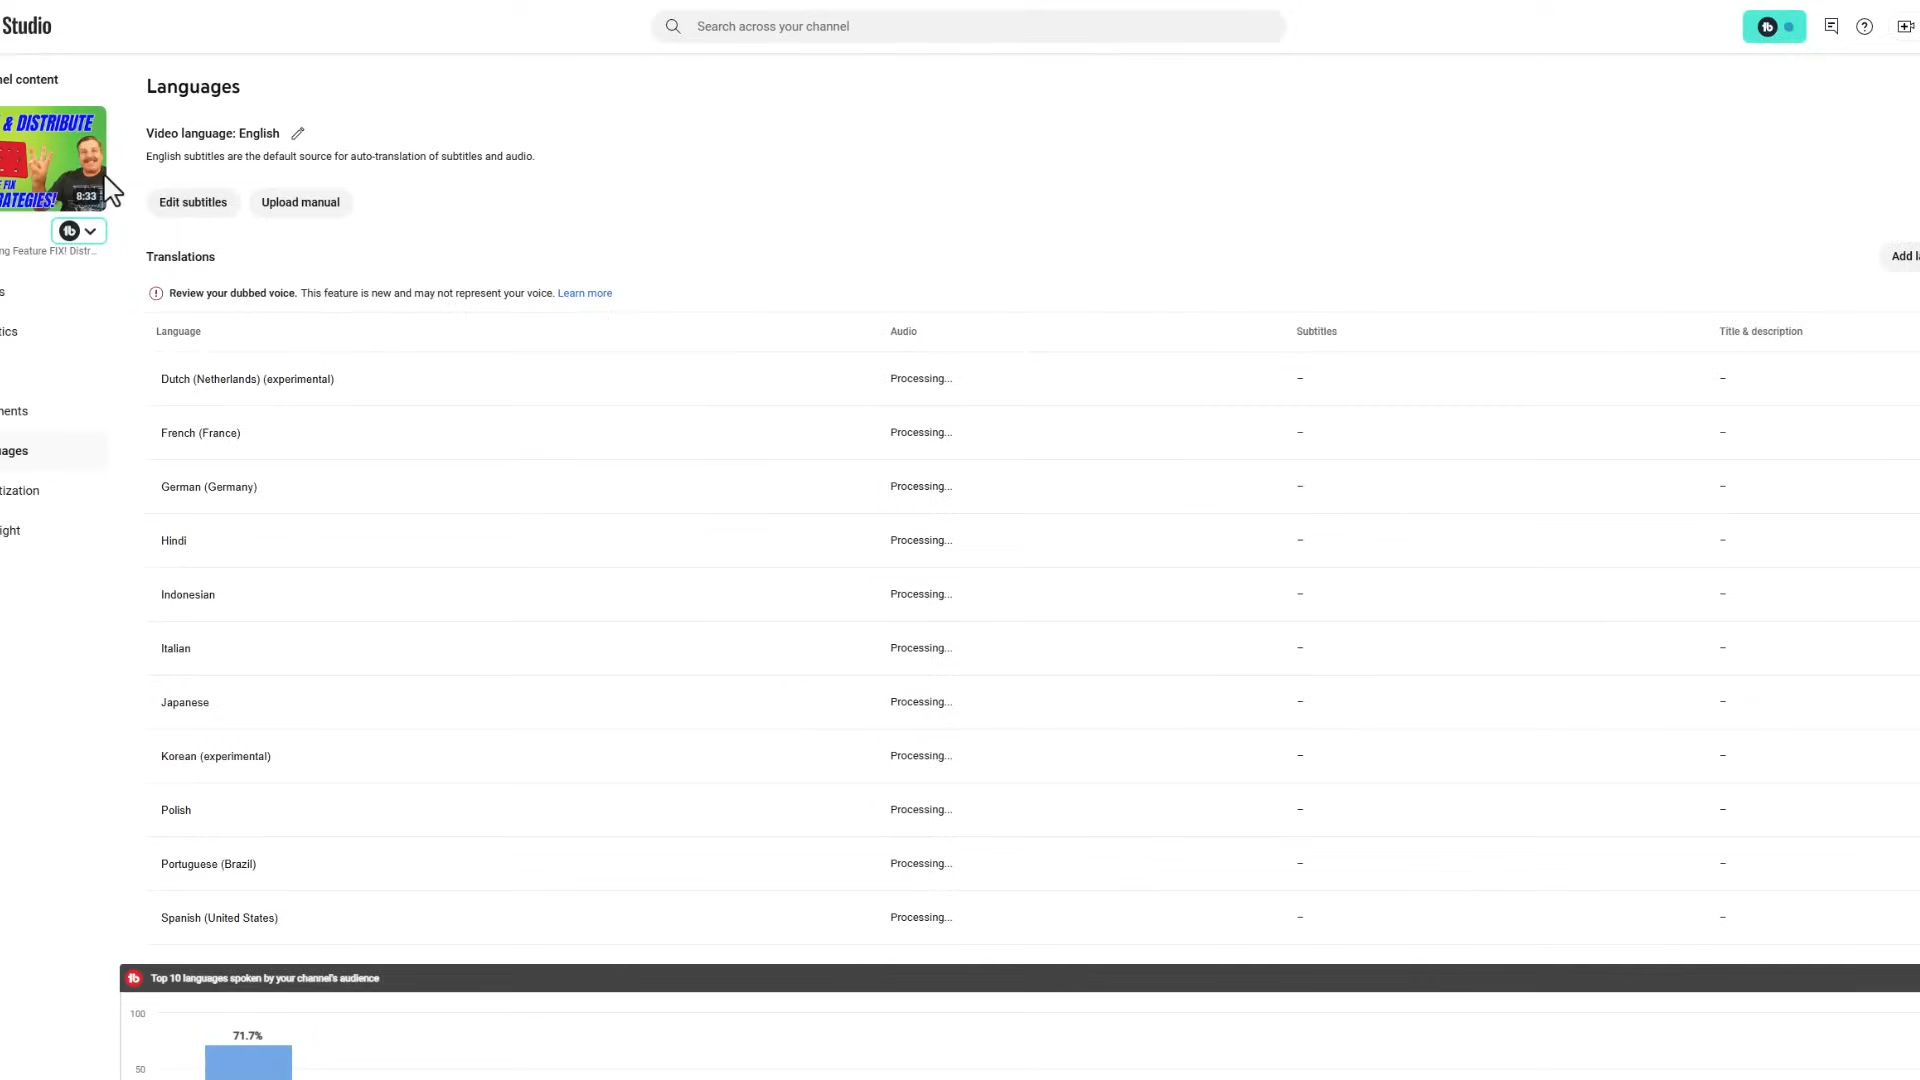 Studio
Search across your channel
nel content
& DISTRIBUTE
E FIX
RATEGIES!
8:33
ng Feature FIX! Distr...
s
tics
nents
uages
tization
ight
Languages
Video language: English
English subtitles are the default source for auto-translation of subtitles and audio.
Edit subtitles
Upload manual
Translations
Add la
Review your dubbed voice. This feature is new and may not represent your voice. Learn more
Language Audio Subtitles Title & description
Dutch (Netherlands) (experimental) Processing... – –
French (France) Processing... – –
German (Germany) Processing... – –
Hindi Processing... – –
Indonesian Processing... – –
Italian Processing... – –
Japanese Processing... – –
Korean (experimental) Processing... – –
Polish Processing... – –
Portuguese (Brazil) Processing... – –
Spanish (United States) Processing... – –
Top 10 languages spoken by your channel's audience
100
71.7%
50